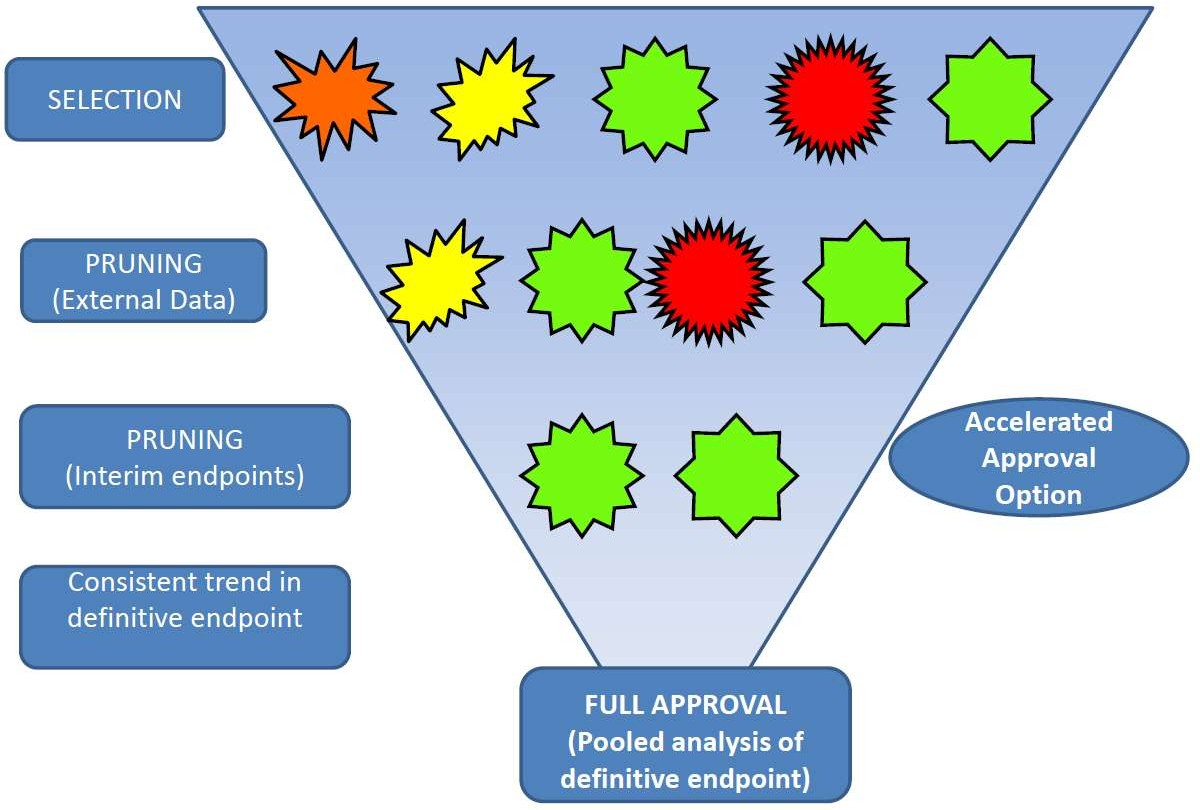 SELECTION
PRUNING
(External Data)
PRUNING
(Interim endpoints)
Accelerated
Approval
Option
Consistent trend in
definitive endpoint
FULL APPROVAL
(Pooled analysis of
definitive endpoint)